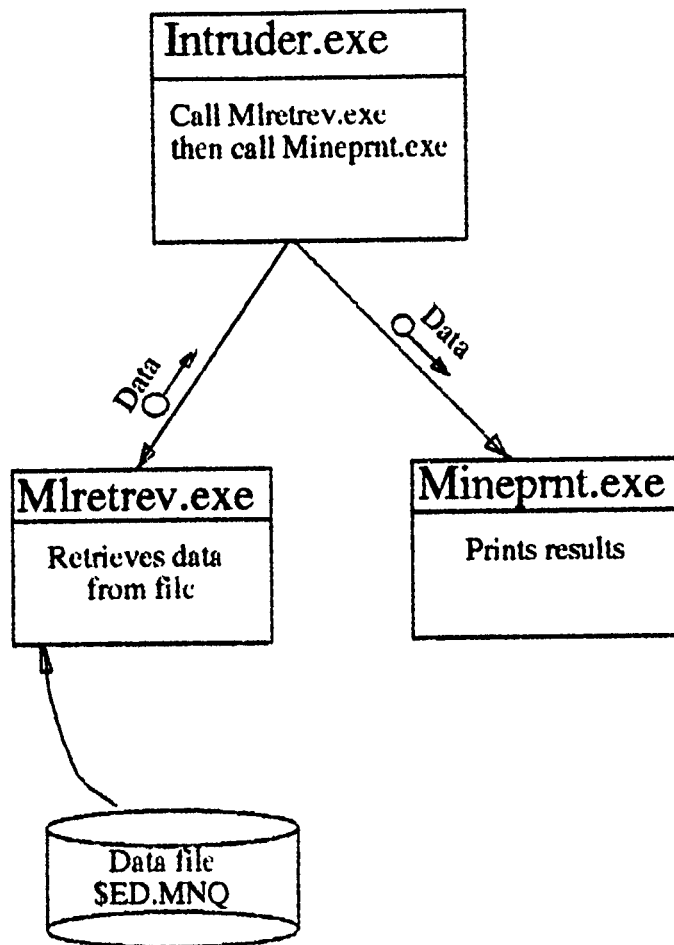 Intruder.exe
Call Mlretrev.exe
then call Mineprnt.exe
Data
Data
Mlretrev.exe
Mineprnt.exe
Retrieves data
from file
Prints results
Data file
$ED.MNQ